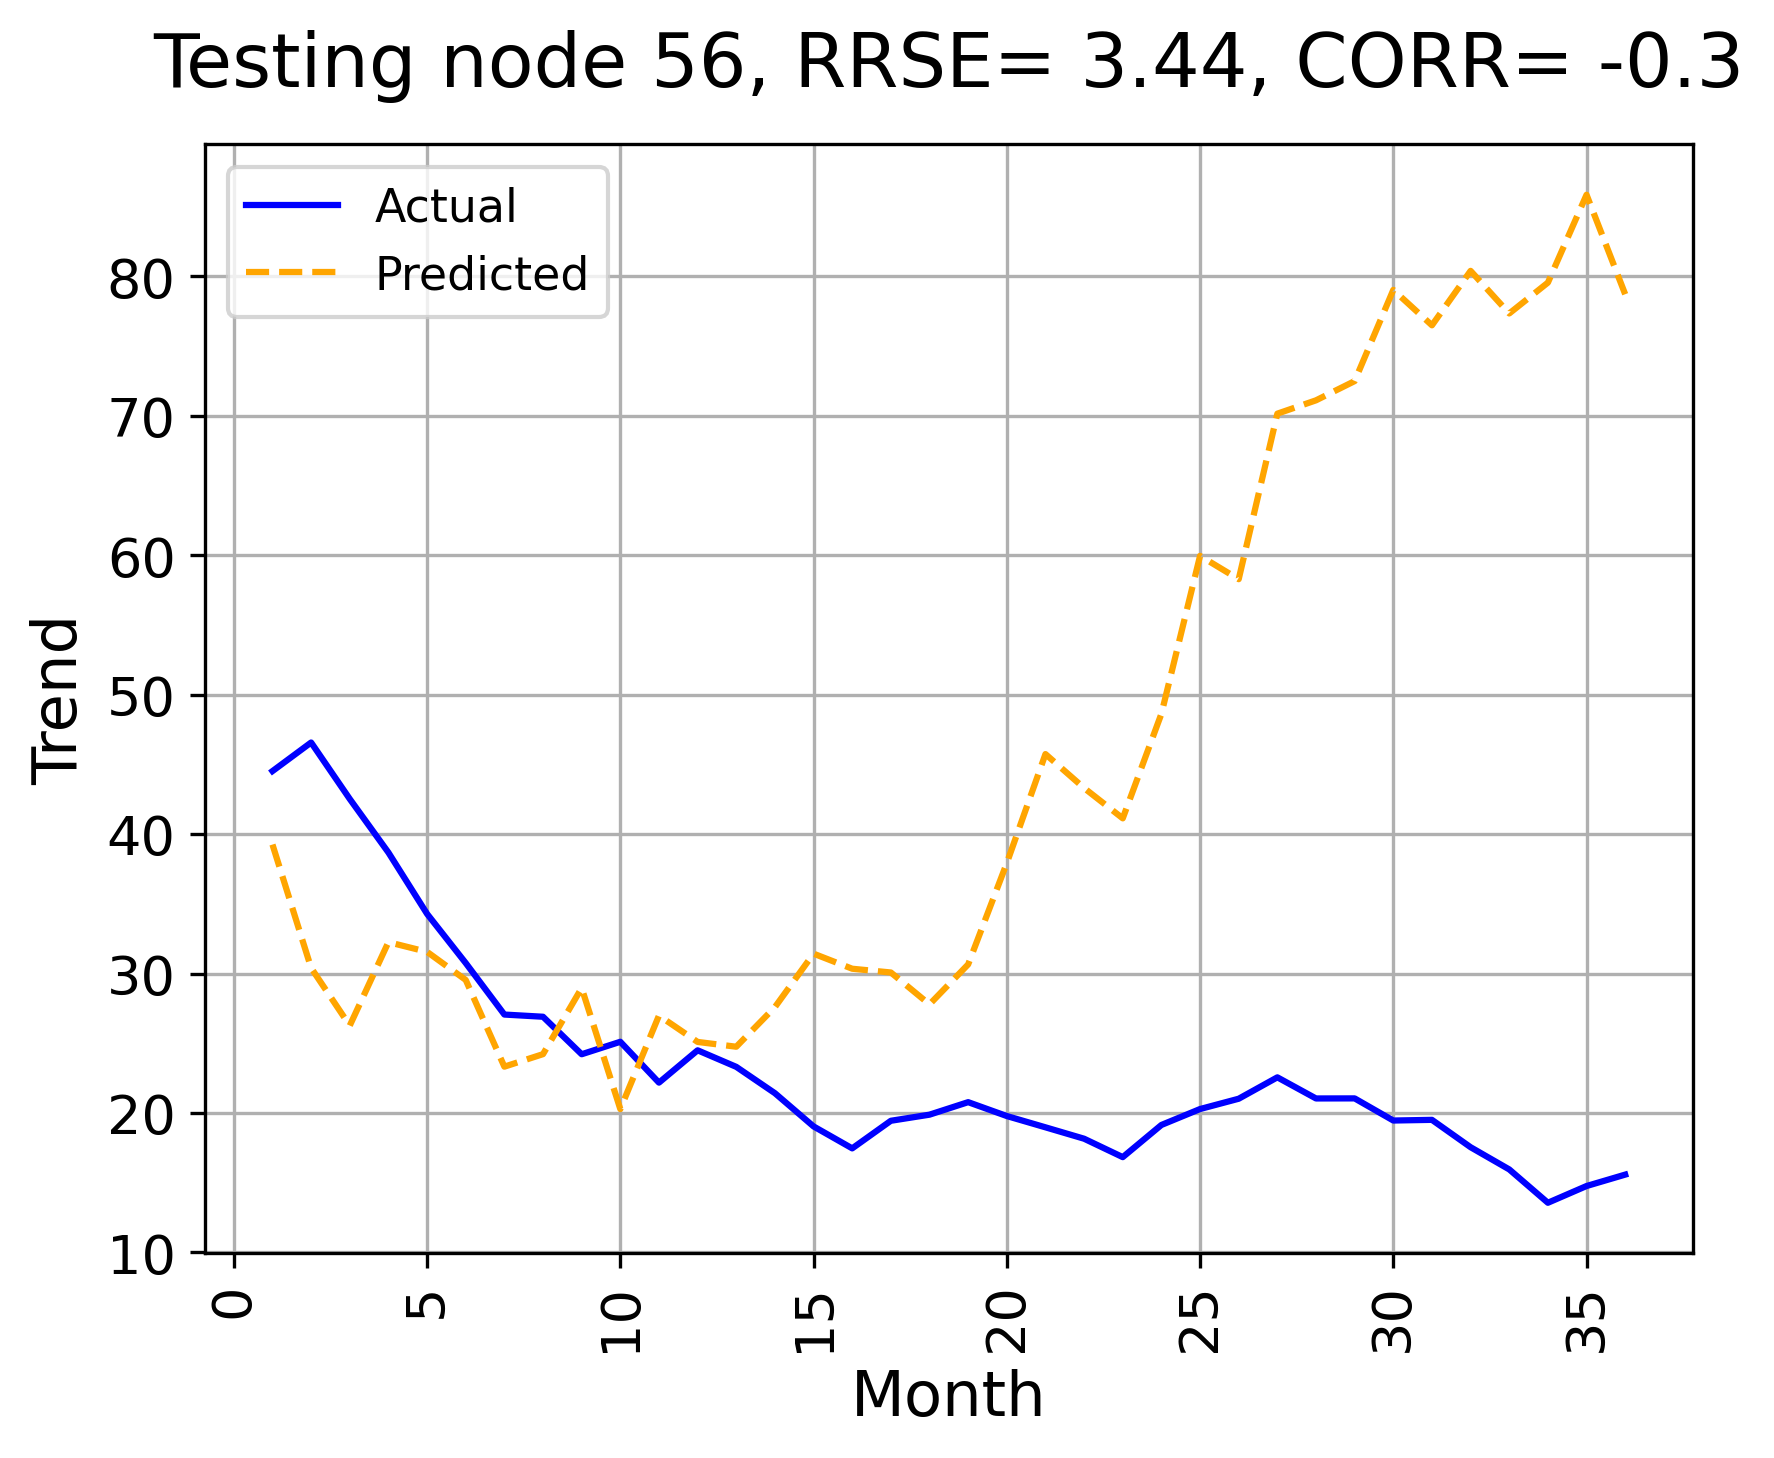 Testing node 56, RRSE= 3.44, CORR= -0.3
Actual
Predicted
80
70
60
50
40
30
20
10
Trend
0 5 10 15 20 25 30 35
Month